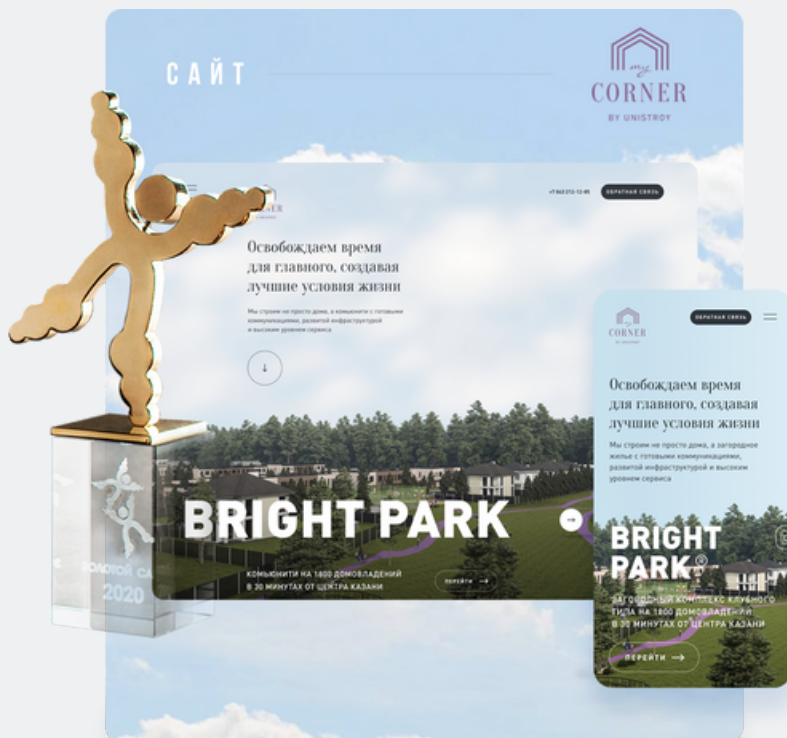 САЙТ
my
CORNER
BY UNISTROY
+7 843 212-12-85
ОБРАТНАЯ СВЯЗЬ
Освобождаем время
для главного, создавая
лучшие условия жизни
Мы строим не просто дома, а комьюнити с готовыми
коммуникациями, развитой инфраструктурой
и высоким уровнем сервиса
BRIGHT PARK
КОМЬЮНИТИ НА 1800 ДОМОВЛАДЕНИЙ
В 30 МИНУТАХ ОТ ЦЕНТРА КАЗАНИ
ПЕРЕЙТИ
2020
my
CORNER
BY UNISTROY
ОБРАТНАЯ СВЯЗЬ
Освобождаем время
для главного, создавая
лучшие условия жизни
Мы строим не просто дома, а загородное
жилье с готовыми коммуникациями,
развитой инфраструктурой и высоким
уровнем сервиса
BRIGHT
PARK
ЗАГОРОДНЫЙ КОМПЛЕКС КЛУБНОГО
ТИПА НА 1800 ДОМОВЛАДЕНИЙ
В 30 МИНУТАХ ОТ ЦЕНТРА КАЗАНИ
ПЕРЕЙТИ